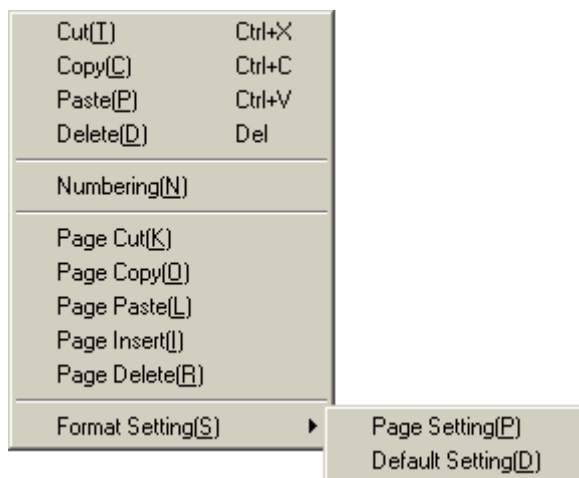 Cut(T) Ctrl+X
Copy(C) Ctrl+C
Paste(P) Ctrl+V
Delete(D) Del
Numbering(N)
Page Cut(K)
Page Copy(O)
Page Paste(L)
Page Insert(I)
Page Delete(R)
Format Setting(S)
Page Setting(P)
Default Setting(D)